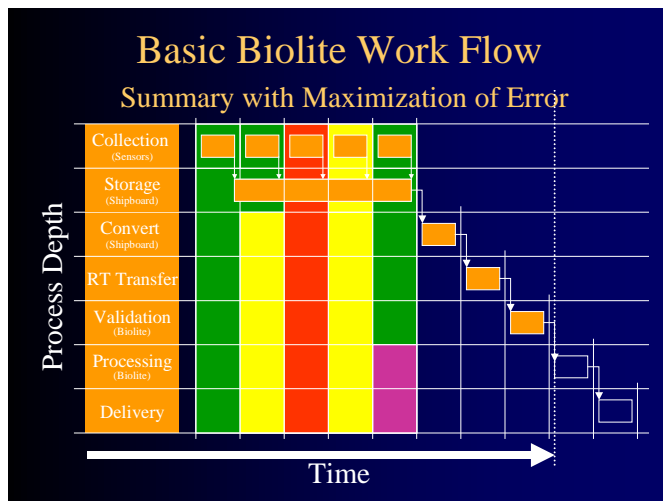 Basic Biolite Work Flow
Summary with Maximization of Error
Process Depth
Collection
(Sensors)
Storage
(Shipboard)
Convert
(Shipboard)
RT Transfer
Validation
(Biolite)
Processing
(Biolite)
Delivery
Time